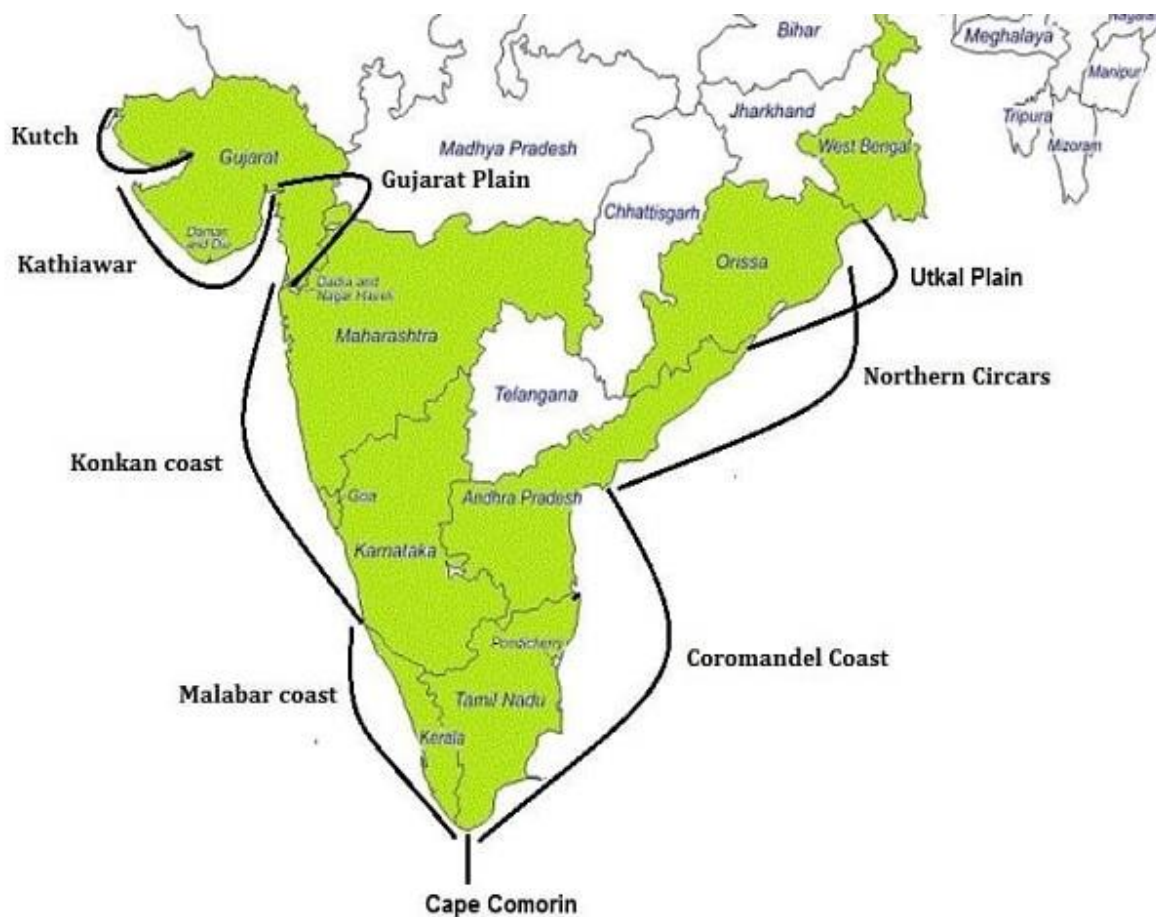 Bihar
Meghalaya
Manipur
Jharkhand
Tripura
Mizoram
Kutch
Gujarat
Madhya Pradesh
West Bengal
Gujarat Plain
Chhattisgarh
Daman
and Diu
Kathiawar
Orissa
Utkal Plain
Dadra and
Nagar Haveli
Maharashtra
Northern Circars
Telangana
Konkan coast
Goa
Andhra Pradesh
Karnataka
Pondicherry
Coromandel Coast
Malabar coast
Tamil Nadu
Kerala
Cape Comorin